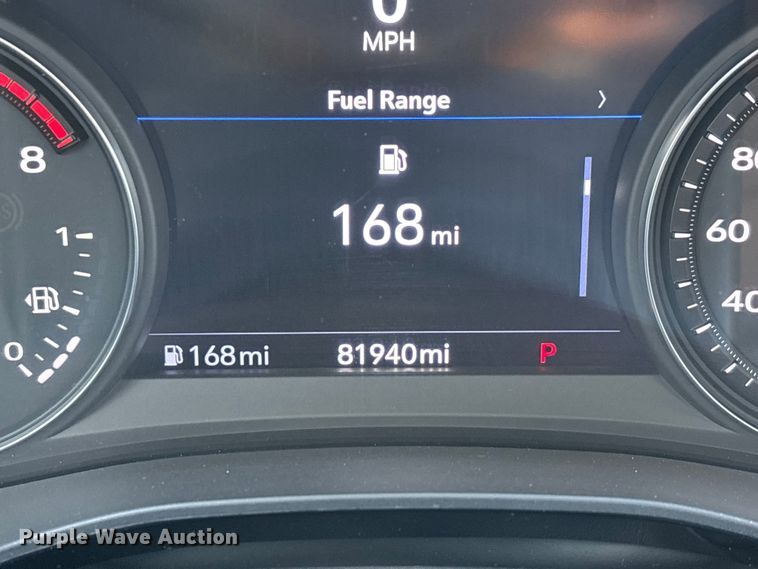 0
MPH
Fuel Range
8
80
168 mi
1
60
40
0
168mi 81940mi P
Purple Wave Auction